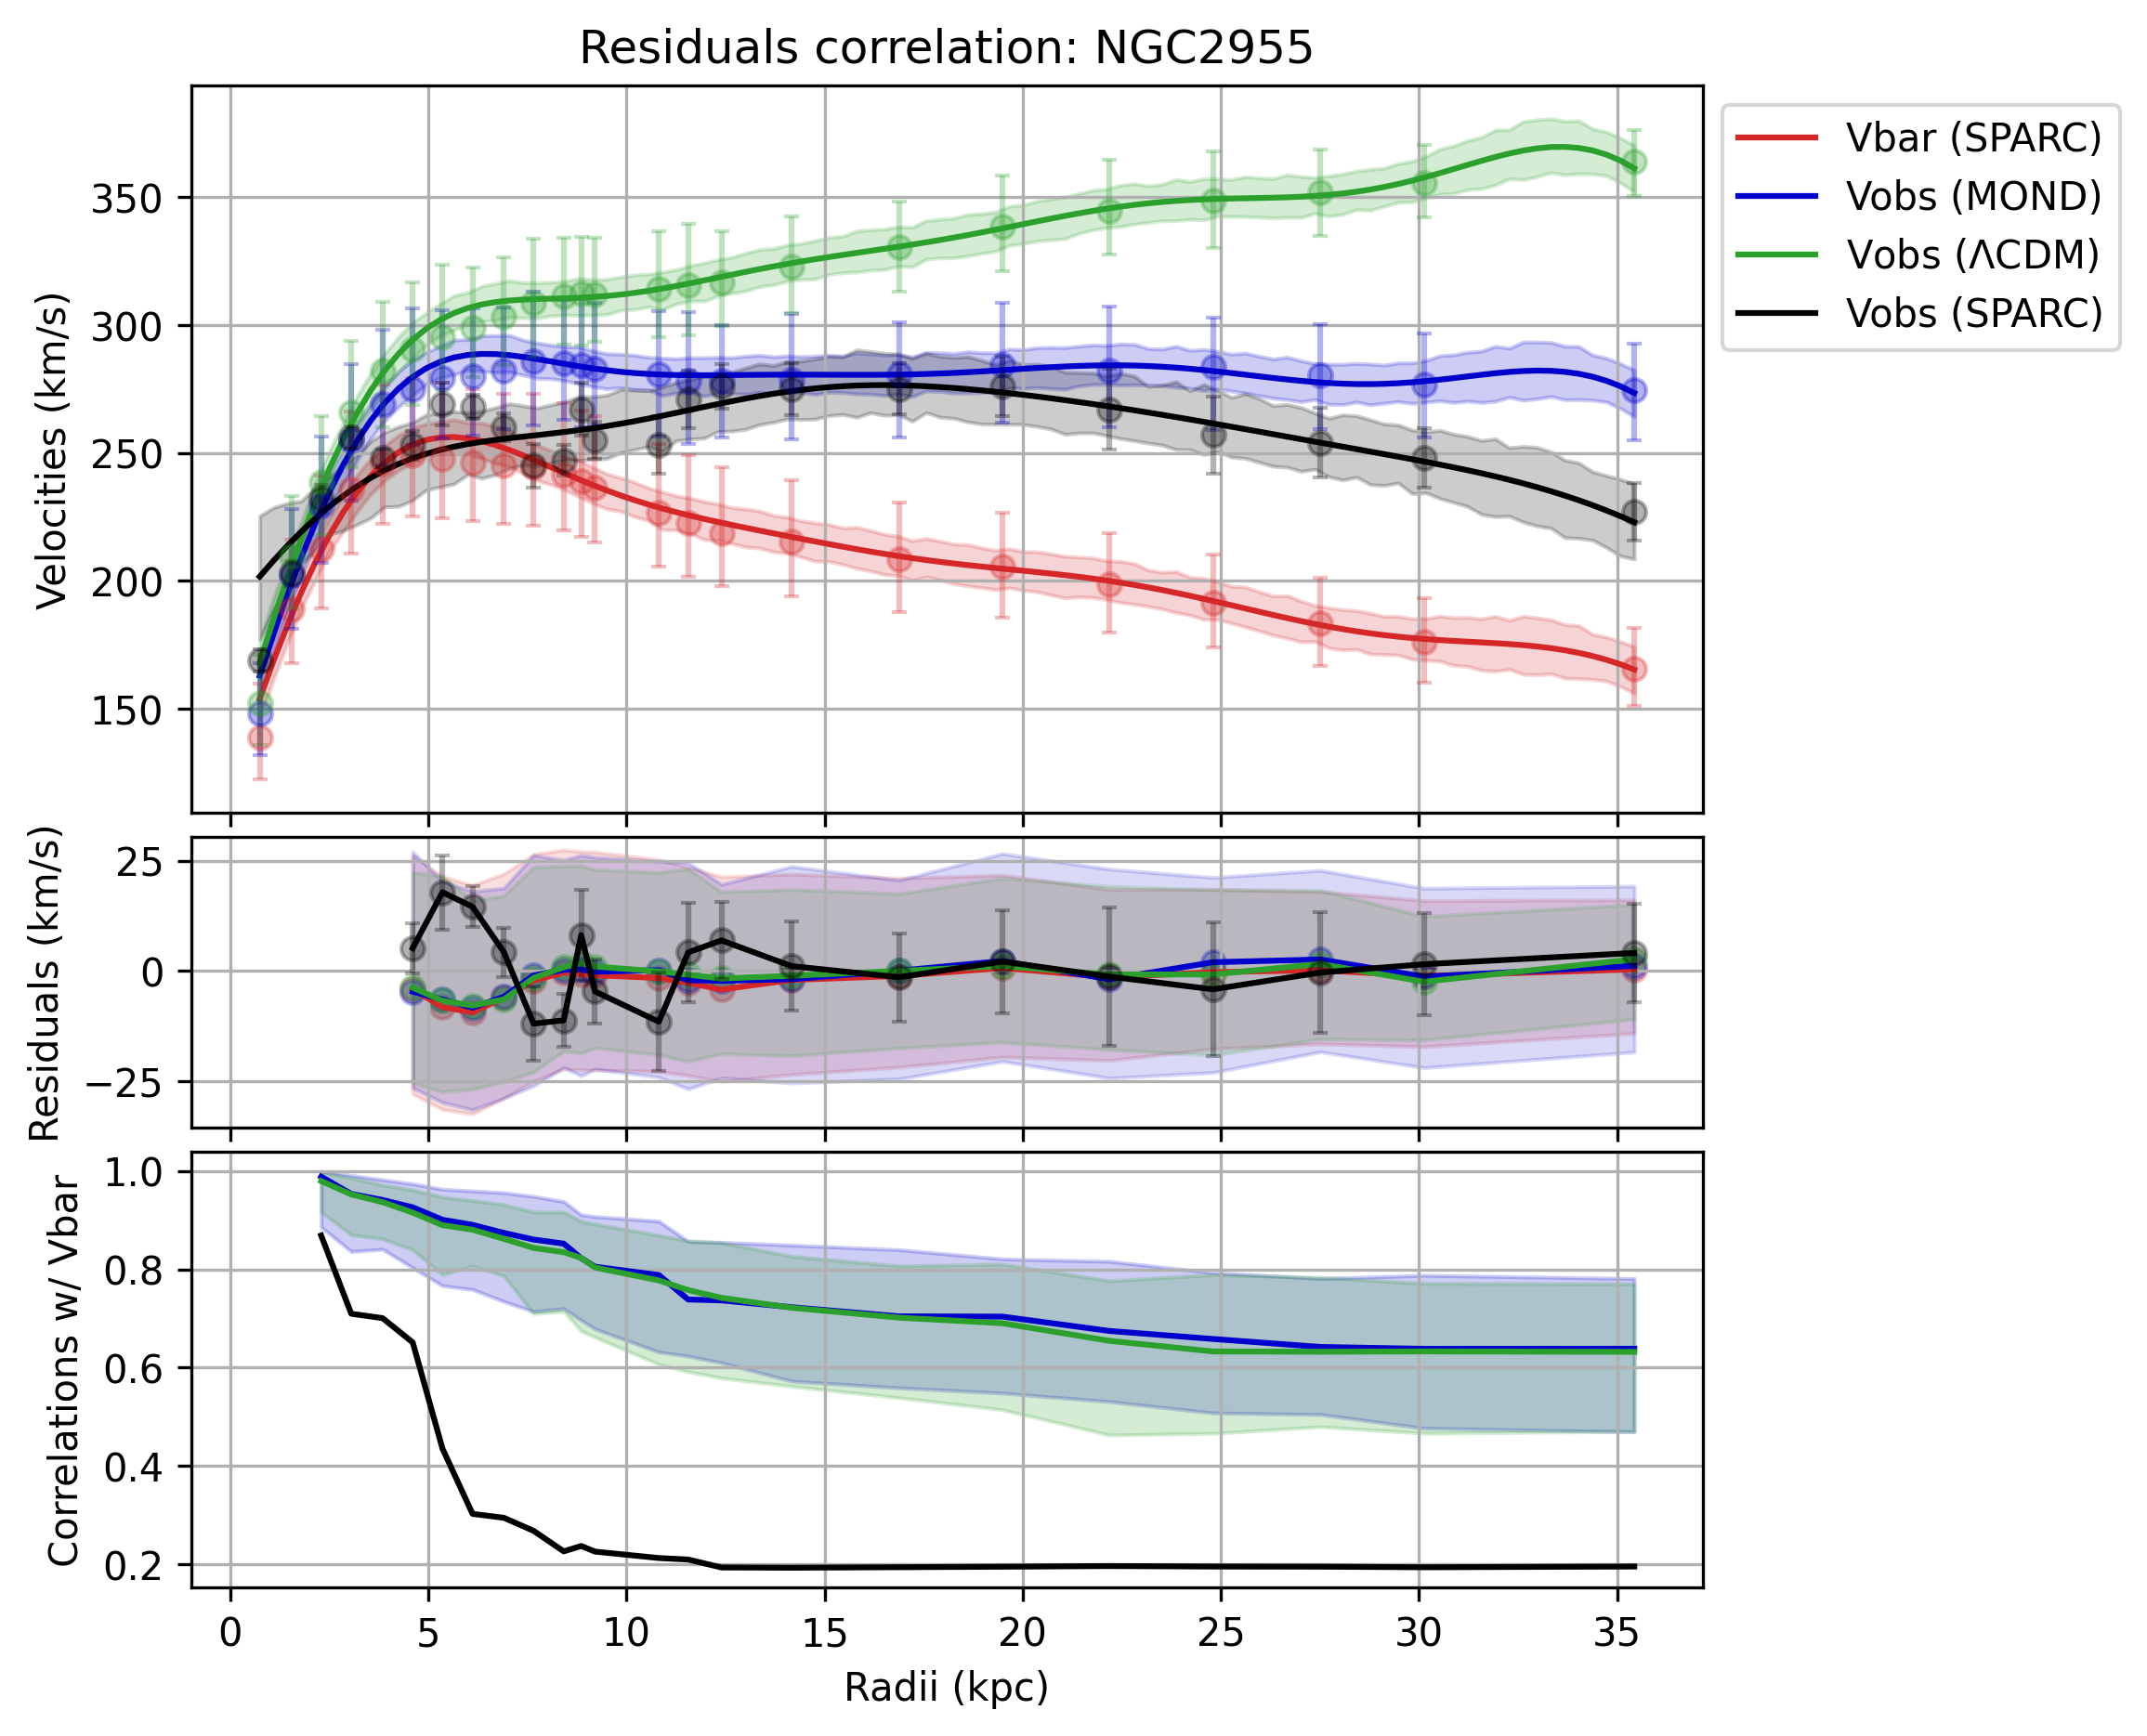 Residuals correlation: NGC2955
Velocities (km/s)
350
300
250
200
150
Vbar (SPARC)
Vobs (MOND)
Vobs (ΛCDM)
Vobs (SPARC)
Residuals (km/s)
25
0
−25
Correlations w/ Vbar
1.0
0.8
0.6
0.4
0.2
0 5 10 15 20 25 30 35
Radii (kpc)